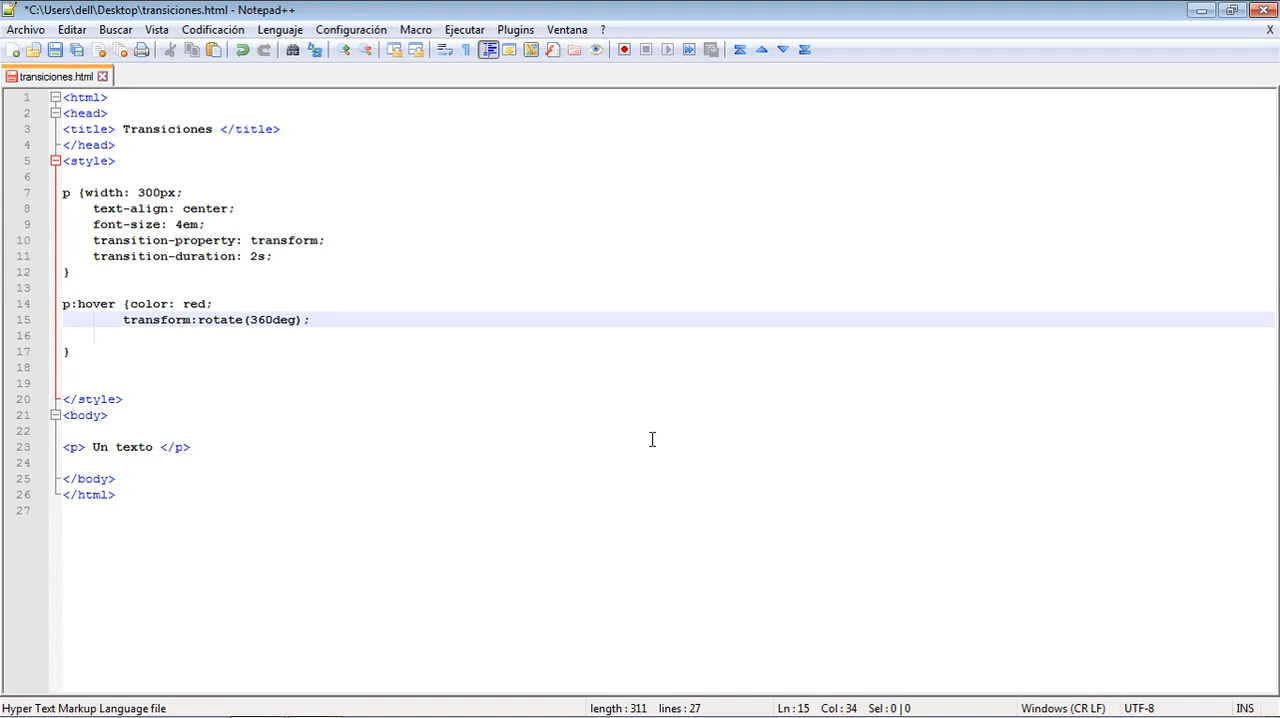 *C:\Users\dell\Desktop\transiciones.html - Notepad++
Archivo Editar Buscar Vista Codificación Lenguaje Configuración Macro Ejecutar Plugins Ventana ? X
transiciones.html
1 <html>
2 <head>
3 <title> Transiciones </title>
4 </head>
5 <style>
6
7 p {width: 300px;
8 text-align: center;
9 font-size: 4em;
10 transition-property: transform;
11 transition-duration: 2s;
12 }
13
14 p:hover {color: red;
15 transform:rotate(360deg);
16
17 }
18
19
20 </style>
21 <body>
22
23 <p> Un texto </p>
24
25 </body>
26 </html>
27
Hyper Text Markup Language file length : 311 lines : 27 Ln : 15 Col : 34 Sel : 0 | 0 Windows (CR LF) UTF-8 INS